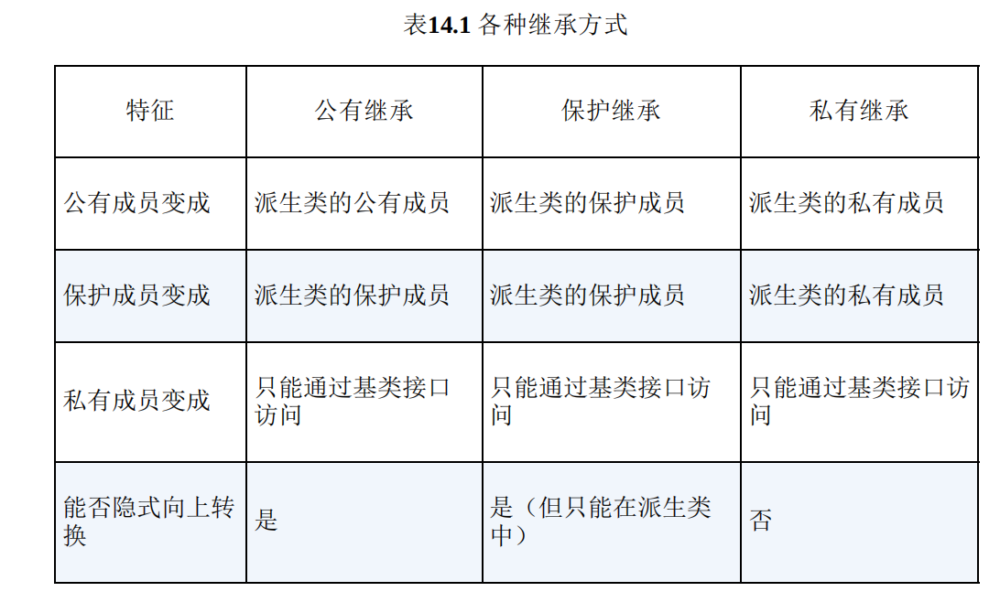 表14.1 各种继承方式
特征 公有继承 保护继承 私有继承
公有成员变成 派生类的公有成员 派生类的保护成员 派生类的私有成员
保护成员变成 派生类的保护成员 派生类的保护成员 派生类的私有成员
私有成员变成
只能通过基类接口
访问
只能通过基类接口访
问
只能通过基类接口访
问
能否隐式向上转
换
是
是（但只能在派生类
中）
否